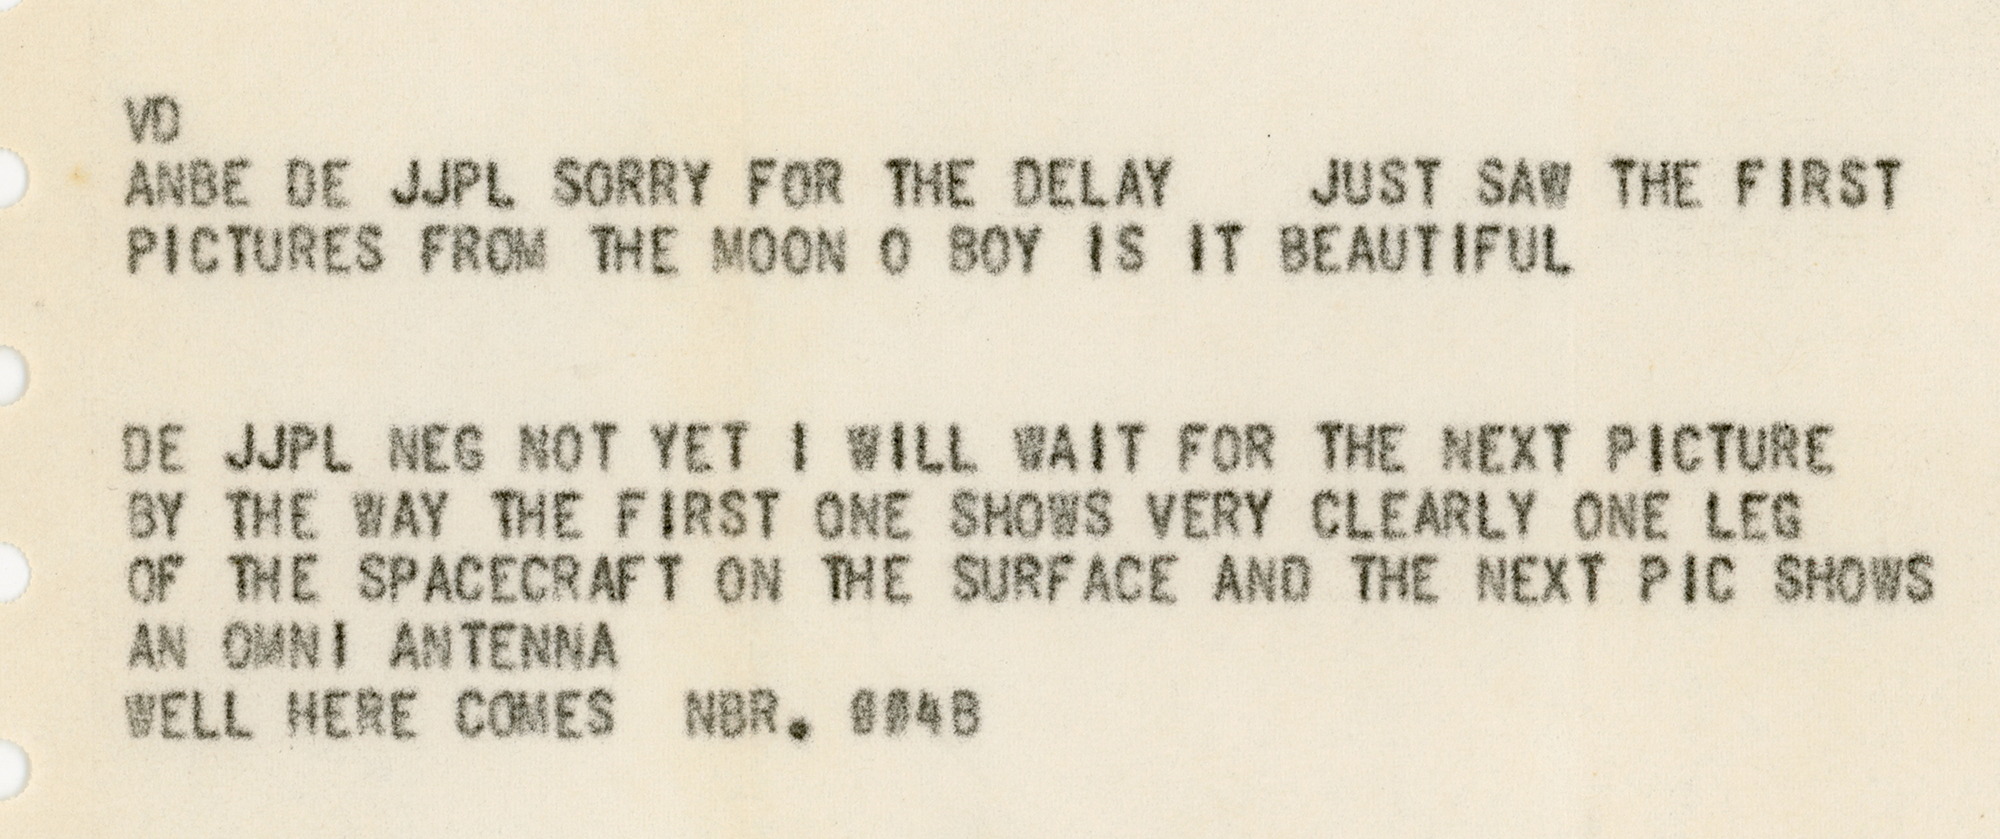 VD
ANBE DE JJPL SORRY FOR THE DELAY    JUST SAW THE FIRST
PICTURES FROM THE MOON O BOY IS IT BEAUTIFUL
DE JJPL NEG NOT YET I WILL WAIT FOR THE NEXT PICTURE
BY THE WAY THE FIRST ONE SHOWS VERY CLEARLY ONE LEG
OF THE SPACECRAFT ON THE SURFACE AND THE NEXT PIC SHOWS
AN OMNI ANTENNA
WELL HERE COMES  NBR.